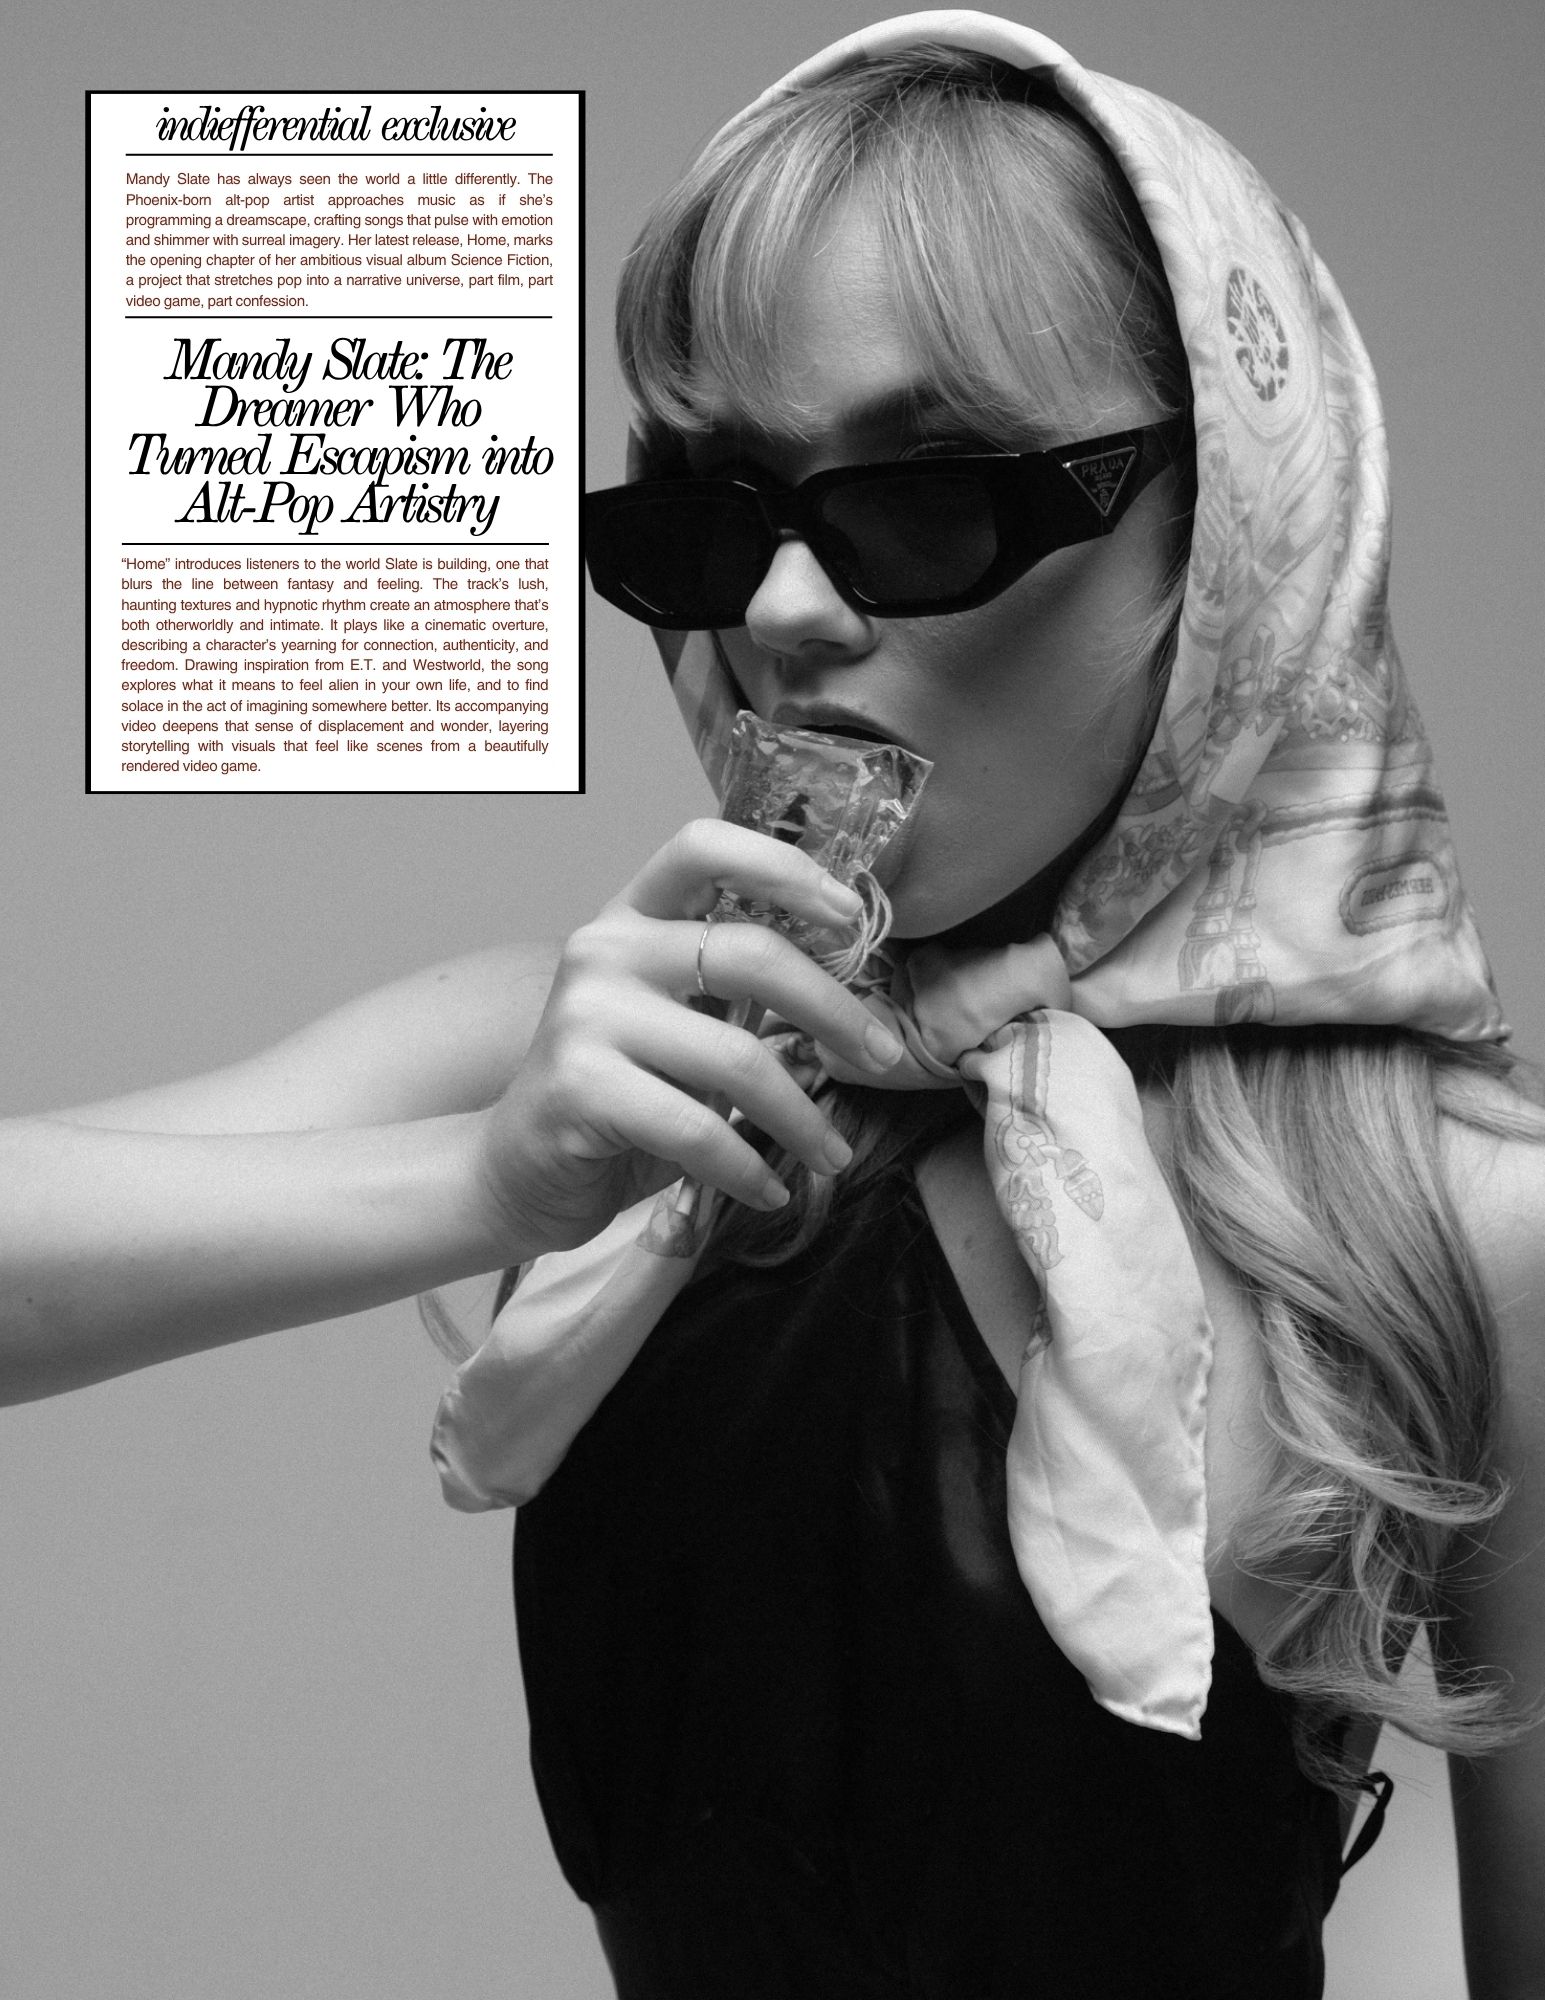 indiefferential exclusive
Mandy Slate has always seen the world a little differently. The
Phoenix-born alt-pop artist approaches music as if she’s
programming a dreamscape, crafting songs that pulse with emotion
and shimmer with surreal imagery. Her latest release, Home, marks
the opening chapter of her ambitious visual album Science Fiction,
a project that stretches pop into a narrative universe, part film, part
video game, part confession.
Mandy Slate: The
Dreamer Who
Turned Escapism into
Alt-Pop Artistry
“Home” introduces listeners to the world Slate is building, one that
blurs the line between fantasy and feeling. The track’s lush,
haunting textures and hypnotic rhythm create an atmosphere that’s
both otherworldly and intimate. It plays like a cinematic overture,
describing a character’s yearning for connection, authenticity, and
freedom. Drawing inspiration from E.T. and Westworld, the song
explores what it means to feel alien in your own life, and to find
solace in the act of imagining somewhere better. Its accompanying
video deepens that sense of displacement and wonder, layering
storytelling with visuals that feel like scenes from a beautifully
rendered video game.
PRADA